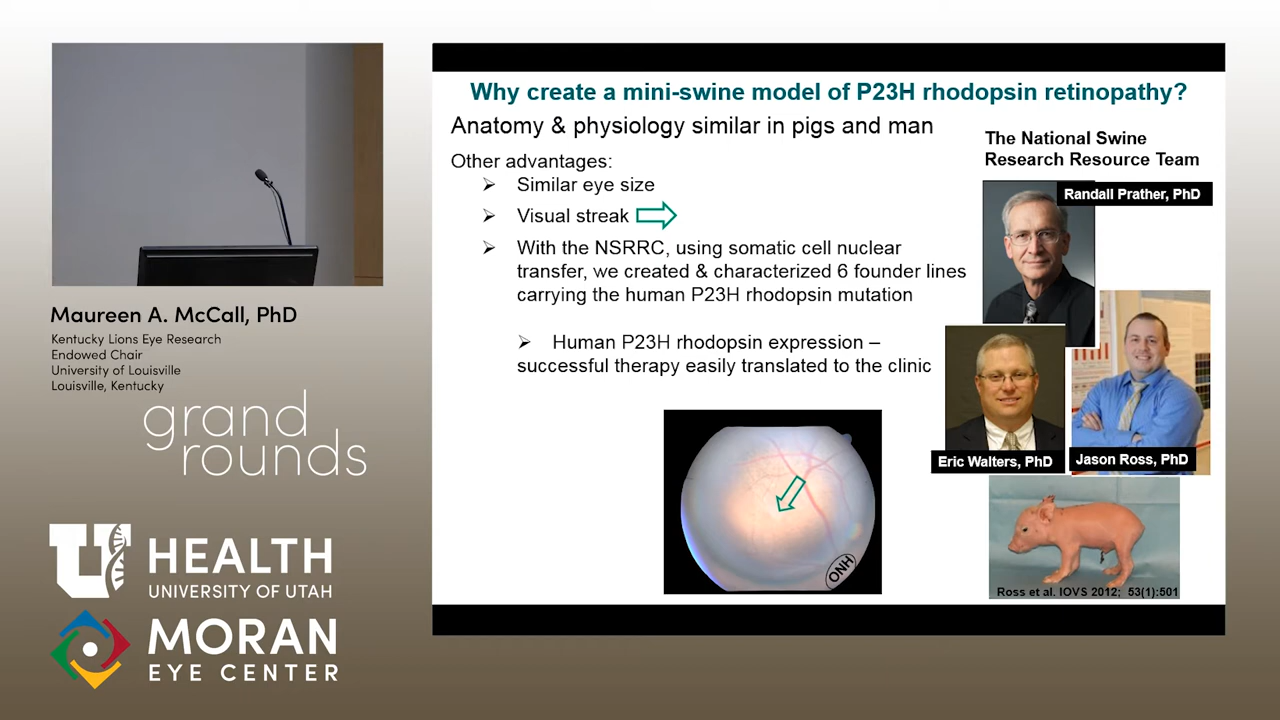 Maureen A. McCall, PhD
Kentucky Lions Eye Research
Endowed Chair
University of Louisville
Louisville, Kentucky
grand
rounds
U HEALTH
UNIVERSITY OF UTAH
MORAN
EYE CENTER
Why create a mini-swine model of P23H rhodopsin retinopathy?
Anatomy & physiology similar in pigs and man
Other advantages:
Similar eye size
Visual streak
With the NSRRC, using somatic cell nuclear
transfer, we created & characterized 6 founder lines
carrying the human P23H rhodopsin mutation
Human P23H rhodopsin expression –
successful therapy easily translated to the clinic
ONH
The National Swine
Research Resource Team
Randall Prather, PhD
Eric Walters, PhD
Jason Ross, PhD
Ross et al. IOVS 2012; 53(1):501